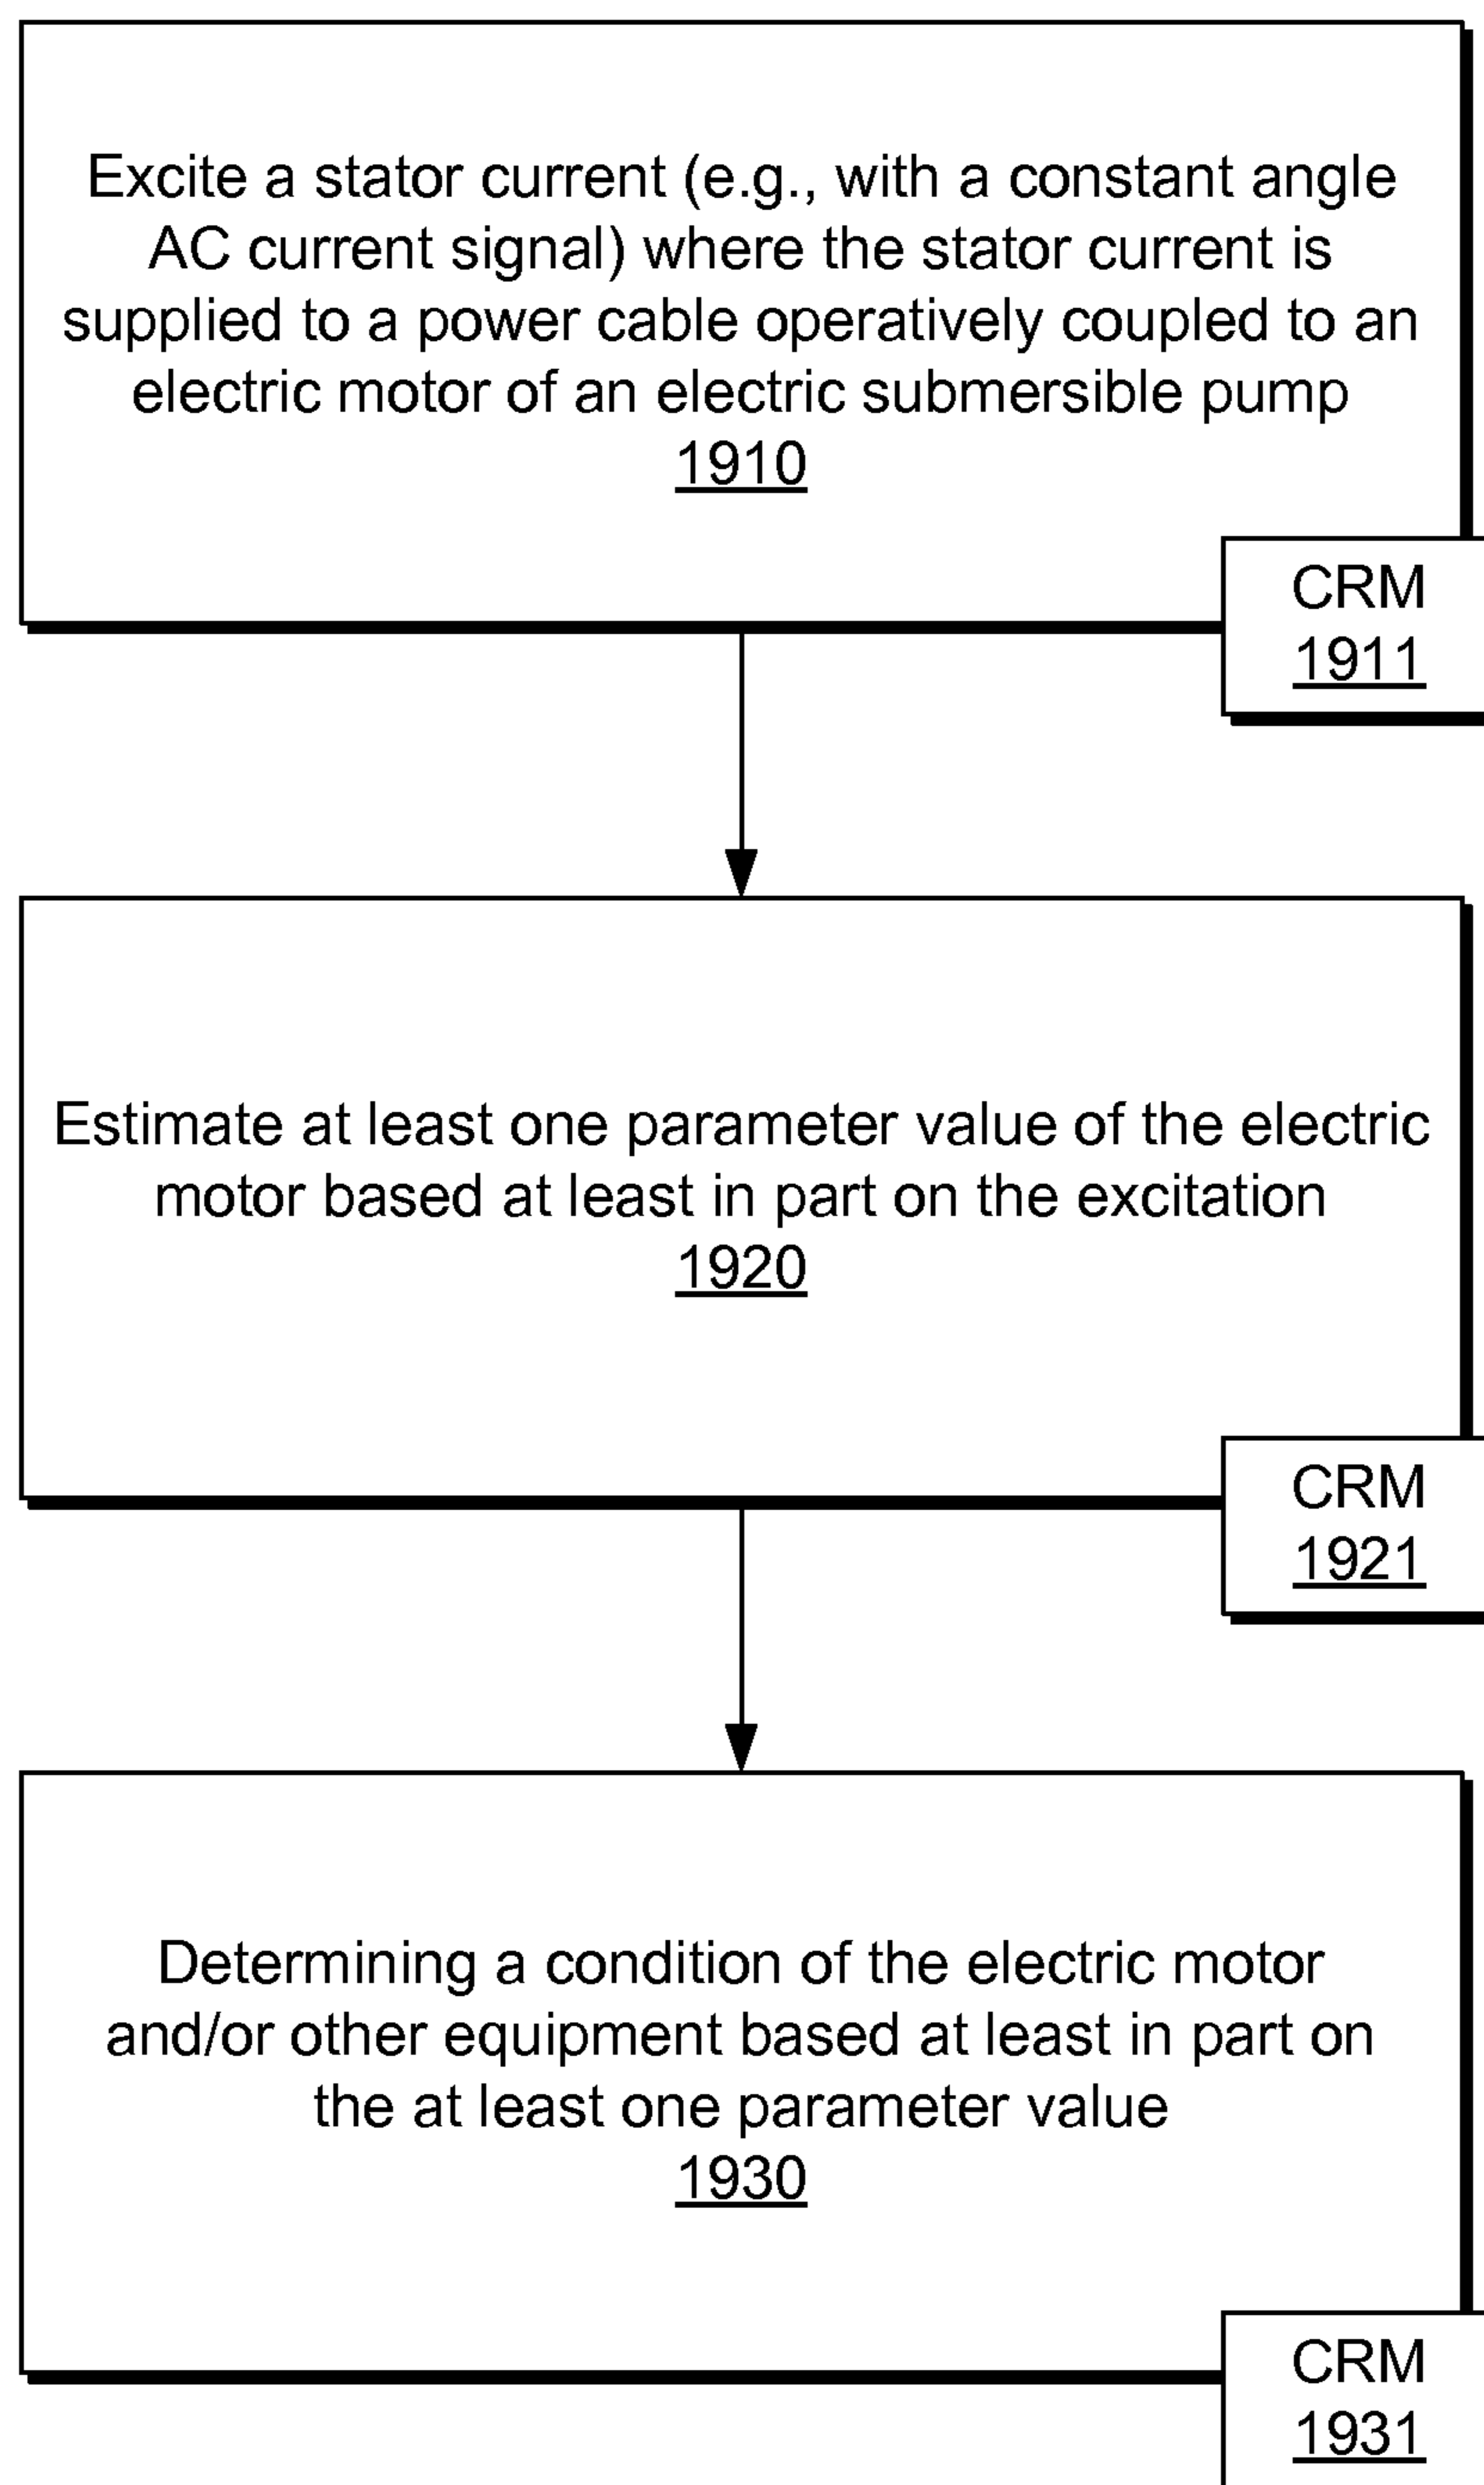 Excite a stator current (e.g., with a constant angle
AC current signal) where the stator current is
supplied to a power cable operatively coupled to an
electric motor of an electric submersible pump
1910
CRM
1911
Estimate at least one parameter value of the electric
motor based at least in part on the excitation
1920
CRM
1921
Determining a condition of the electric motor
and/or other equipment based at least in part on
the at least one parameter value
1930
CRM
1931